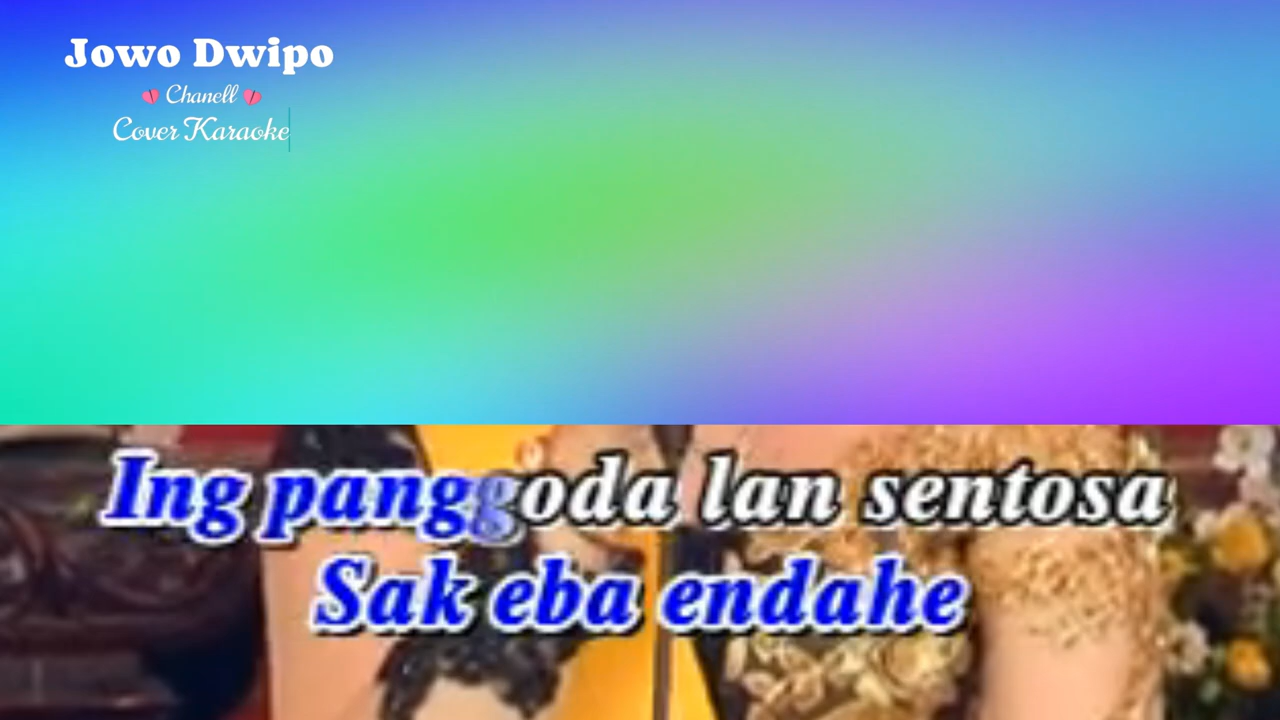 Jowo Dwipo
Chanell
Cover Karaoke
Ing panggoda lan sentosa
Sak eba endahe